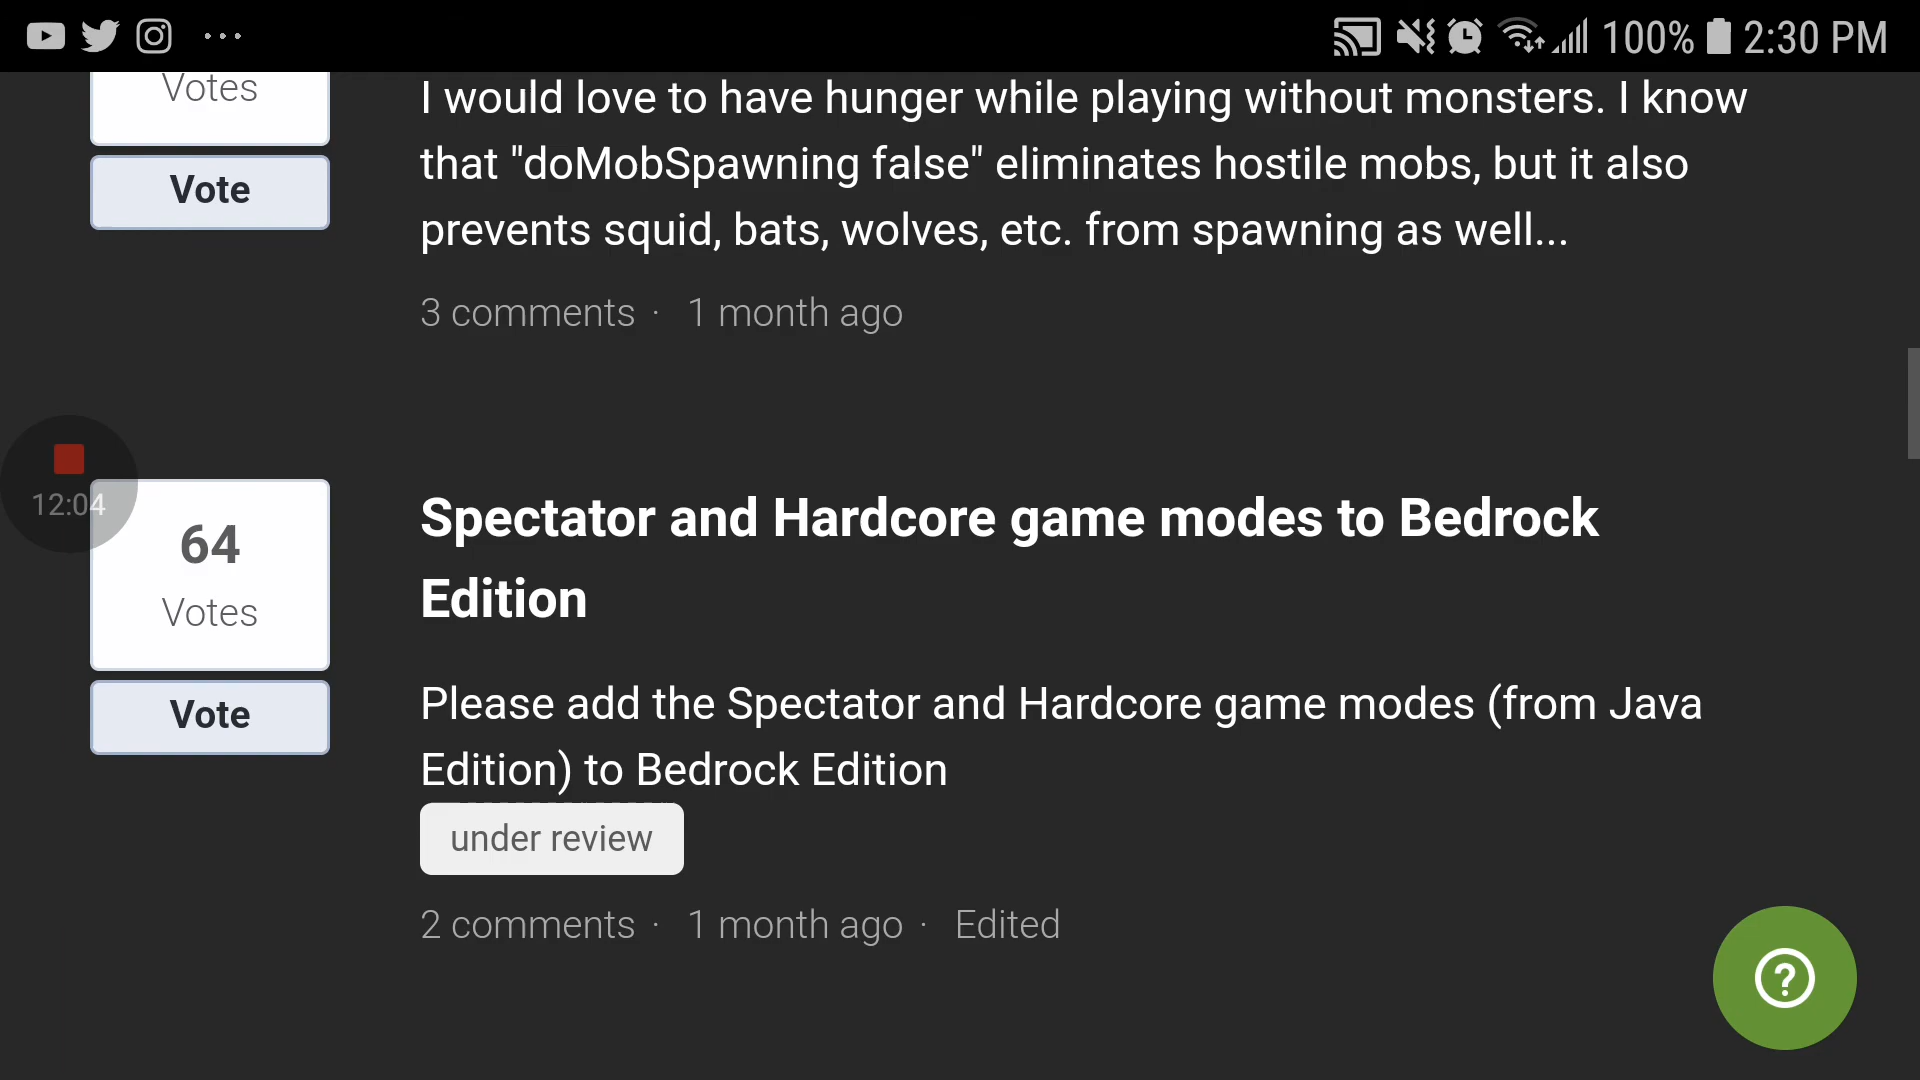 100% 2:30 PM
Votes
Vote
I would love to have hunger while playing without monsters. I know
that "doMobSpawning false" eliminates hostile mobs, but it also
prevents squid, bats, wolves, etc. from spawning as well...
3 comments · 1 month ago
12:04
64
Votes
Vote
Spectator and Hardcore game modes to Bedrock
Edition
Please add the Spectator and Hardcore game modes (from Java
Edition) to Bedrock Edition
under review
2 comments · 1 month ago · Edited